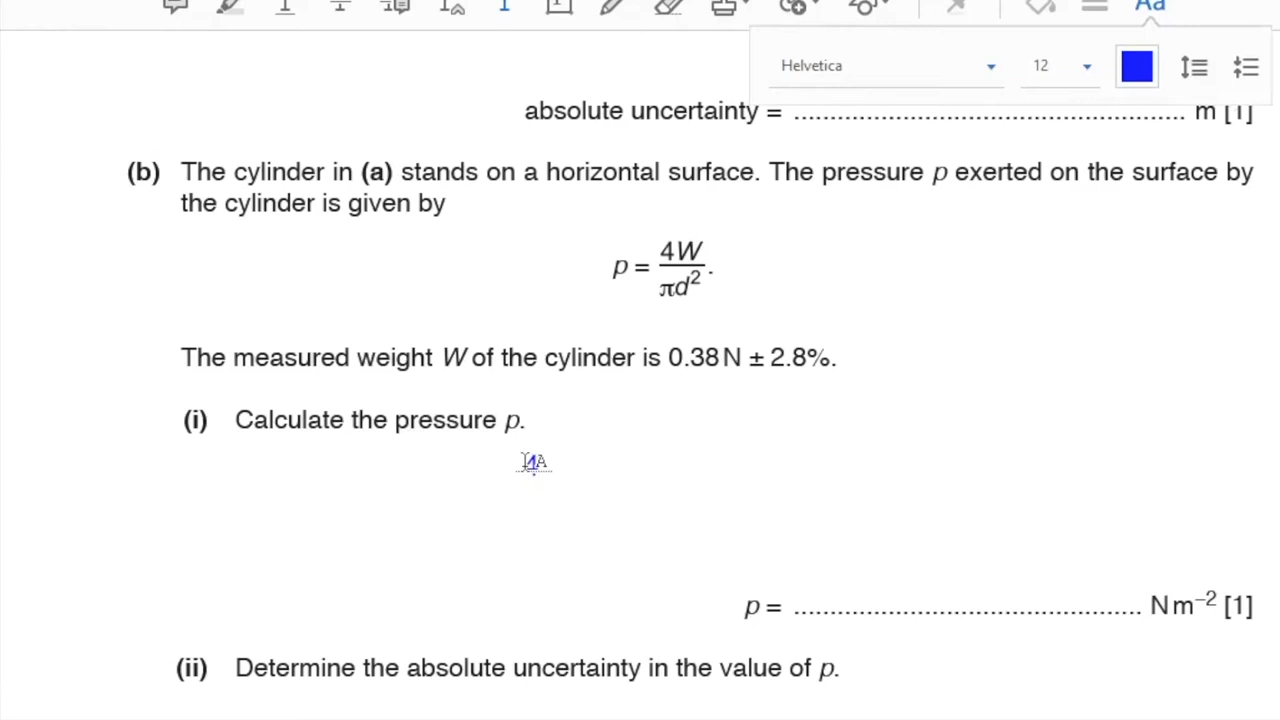 Aa
Helvetica
12
absolute uncertainty = ................................................... m [1]
(b) The cylinder in (a) stands on a horizontal surface. The pressure p exerted on the surface by
the cylinder is given by
p = 4W / πd².
The measured weight W of the cylinder is 0.38 N ± 2.8%.
(i) Calculate the pressure p.
p = ............................................... N m⁻² [1]
(ii) Determine the absolute uncertainty in the value of p.